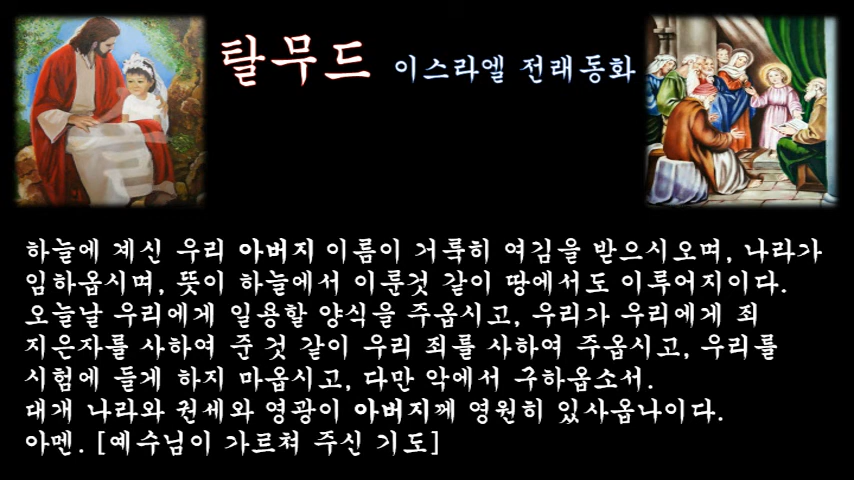 탈무드 이스라엘 전래동화
하늘에 계신 우리 아버지 이름이 거룩히 여김을 받으시오며, 나라가
임하옵시며, 뜻이 하늘에서 이룬것 같이 땅에서도 이루어지이다.
오늘날 우리에게 일용할 양식을 주옵시고, 우리가 우리에게 죄
지은자를 사하여 준 것 같이 우리 죄를 사하여 주옵시고, 우리를
시험에 들게 하지 마옵시고, 다만 악에서 구하옵소서.
대개 나라와 권세와 영광이 아버지께 영원히 있사옵나이다.
아멘. [예수님이 가르쳐 주신 기도]